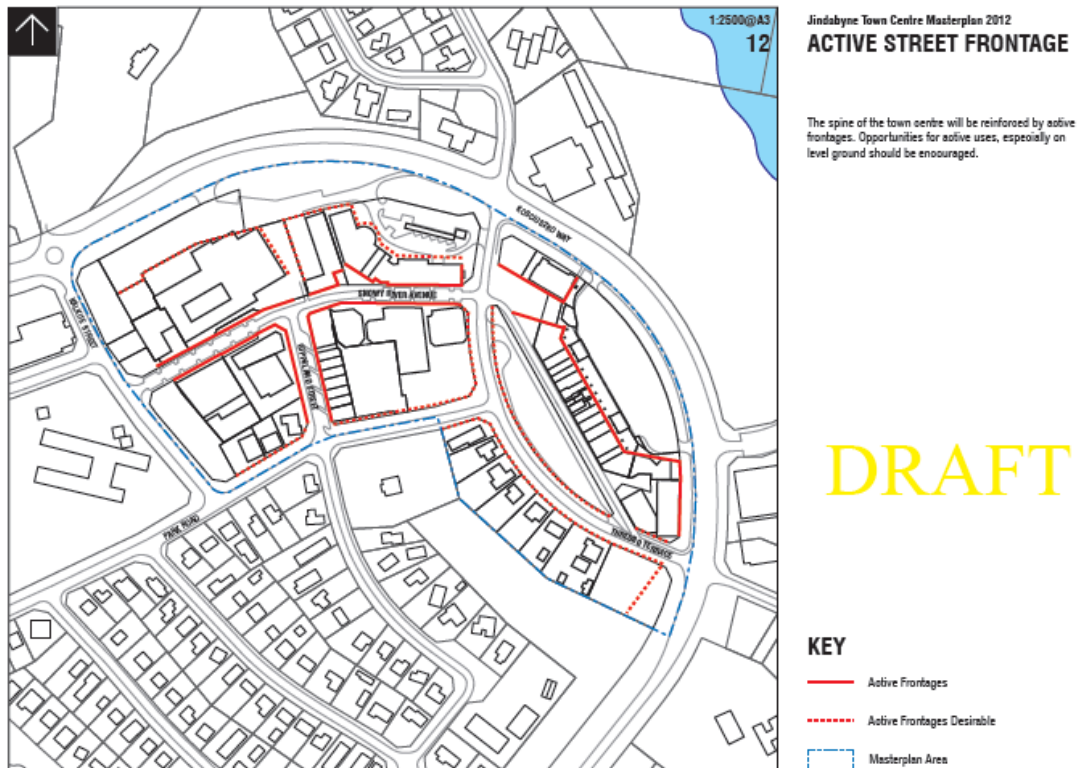 1:2500@A3
12
Jindabyne Town Centre Masterplan 2012
ACTIVE STREET FRONTAGE
The spine of the town centre will be reinforced by active
frontages. Opportunities for active uses, especially on
level ground should be encouraged.
KOSCIUSZKO WAY
SNOWY RIVER AVENUE
GIPPSLAND STREET
KALKITE STREET
PARK ROAD
THREDBO TERRACE
DRAFT
KEY
Active Frontages
Active Frontages Desirable
Masterplan Area